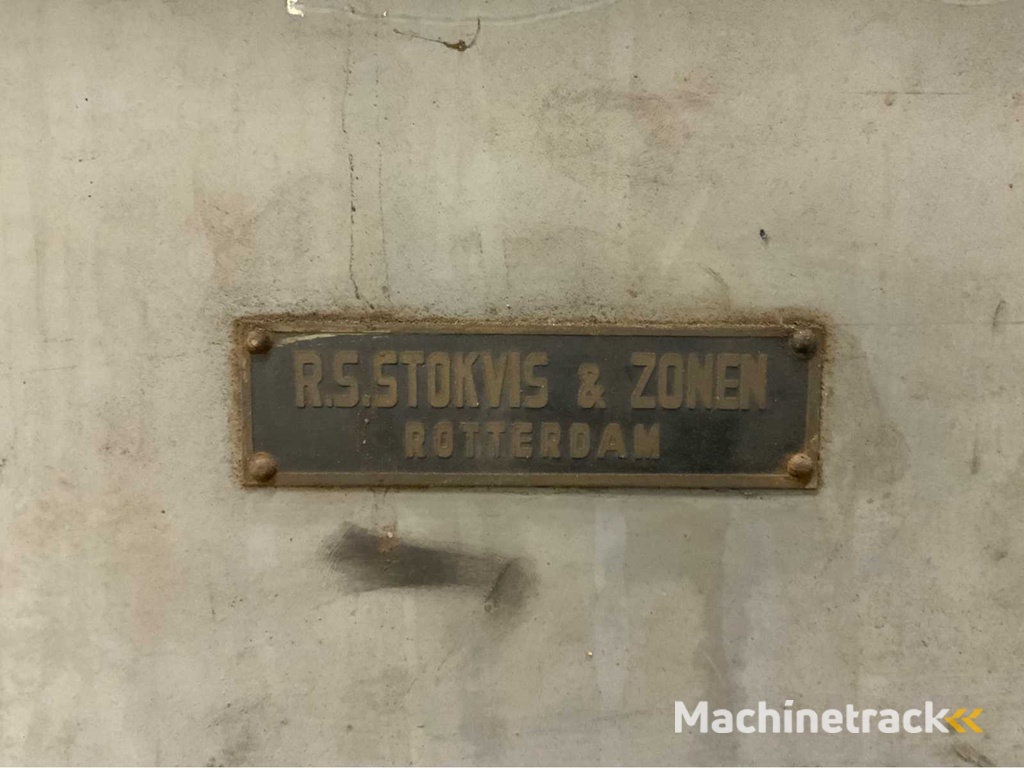 R.S.STOKVIS & ZONEN
ROTTERDAM
Machinetrack